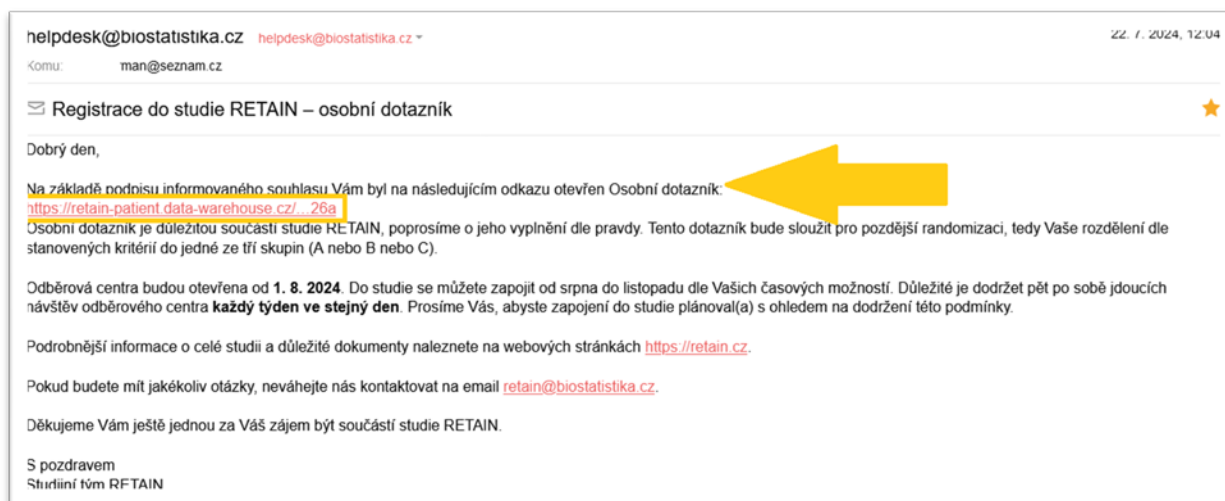 helpdesk@biostatistika.cz helpdesk@biostatistika.cz
22. 7. 2024, 12:04
Komu: man@seznam.cz
Registrace do studie RETAIN – osobní dotazník
Dobrý den,
Na základě podpisu informovaného souhlasu Vám byl na následujícím odkazu otevřen Osobní dotazník:
https://retain-patient.data-warehouse.cz/...26a
Osobní dotazník je důležitou součástí studie RETAIN, poprosíme o jeho vyplnění dle pravdy. Tento dotazník bude sloužit pro pozdější randomizaci, tedy Vaše rozdělení dle
stanovených kritérií do jedné ze tří skupin (A nebo B nebo C).
Odběrová centra budou otevřena od 1. 8. 2024. Do studie se můžete zapojit od srpna do listopadu dle Vašich časových možností. Důležité je dodržet pět po sobě jdoucích
návštěv odběrového centra každý týden ve stejný den. Prosíme Vás, abyste zapojení do studie plánoval(a) s ohledem na dodržení této podmínky.
Podrobnější informace o celé studii a důležité dokumenty naleznete na webových stránkách https://retain.cz.
Pokud budete mít jakékoliv otázky, neváhejte nás kontaktovat na email retain@biostatistika.cz.
Děkujeme Vám ještě jednou za Váš zájem být součástí studie RETAIN.
S pozdravem
Studijní tým RETAIN